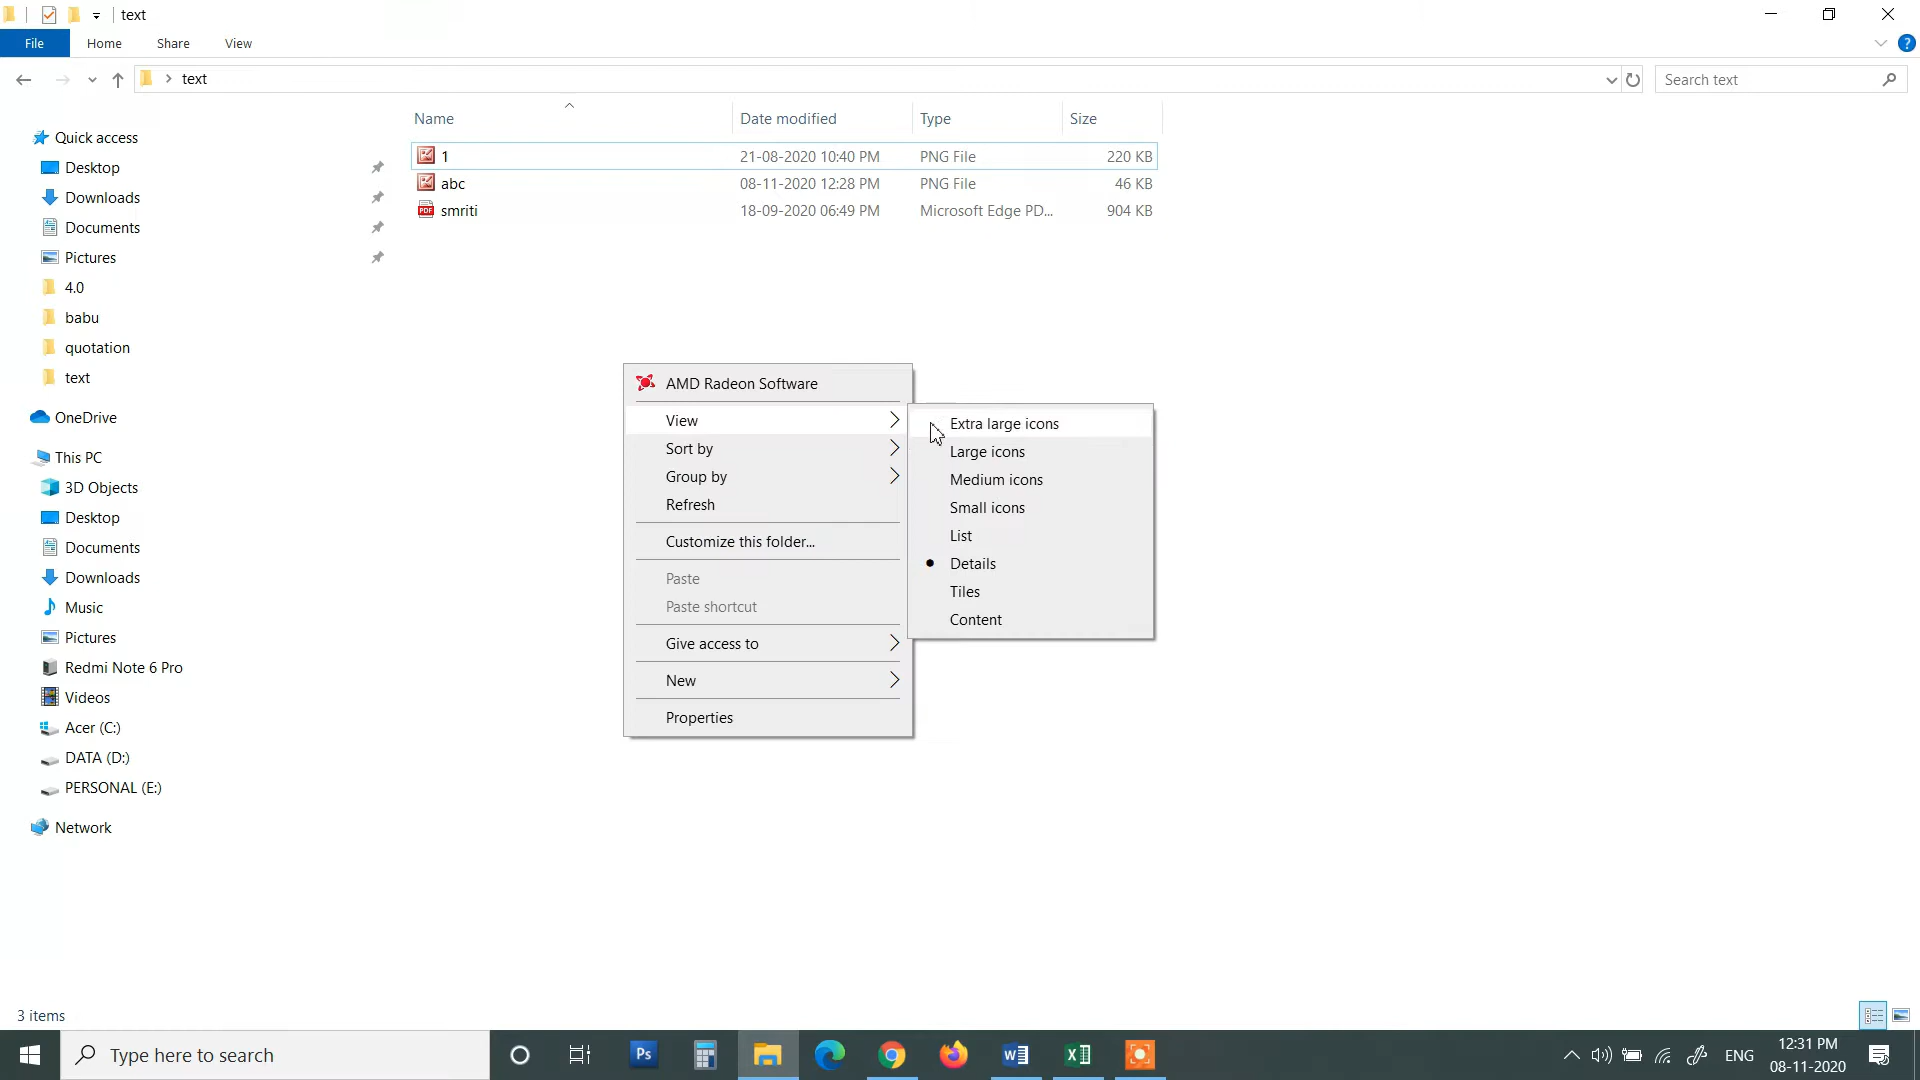 text
File Home Share View
text
Search text
Name Date modified Type Size
1 21-08-2020 10:40 PM PNG File 220 KB
abc 08-11-2020 12:28 PM PNG File 46 KB
smriti 18-09-2020 06:49 PM Microsoft Edge PD... 904 KB
Quick access
Desktop
Downloads
Documents
Pictures
4.0
babu
quotation
text
OneDrive
This PC
3D Objects
Desktop
Documents
Downloads
Music
Pictures
Redmi Note 6 Pro
Videos
Acer (C:)
DATA (D:)
PERSONAL (E:)
Network
AMD Radeon Software
View
Sort by
Group by
Refresh
Customize this folder...
Paste
Paste shortcut
Give access to
New
Properties
Extra large icons
Large icons
Medium icons
Small icons
List
Details
Tiles
Content
3 items
Type here to search
Ps
ENG
12:31 PM
08-11-2020